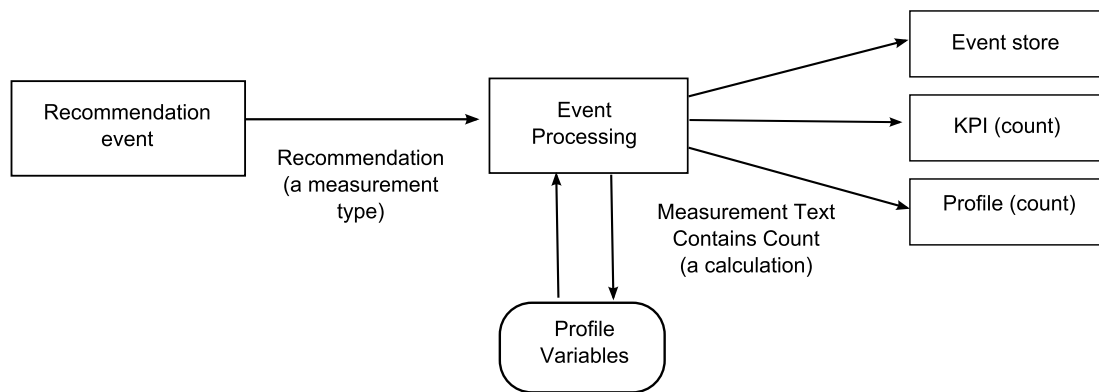 Recommendation
event
Recommendation
(a measurement
type)
Event
Processing
Measurement Text
Contains Count
(a calculation)
Profile
Variables
Event store
KPI (count)
Profile (count)